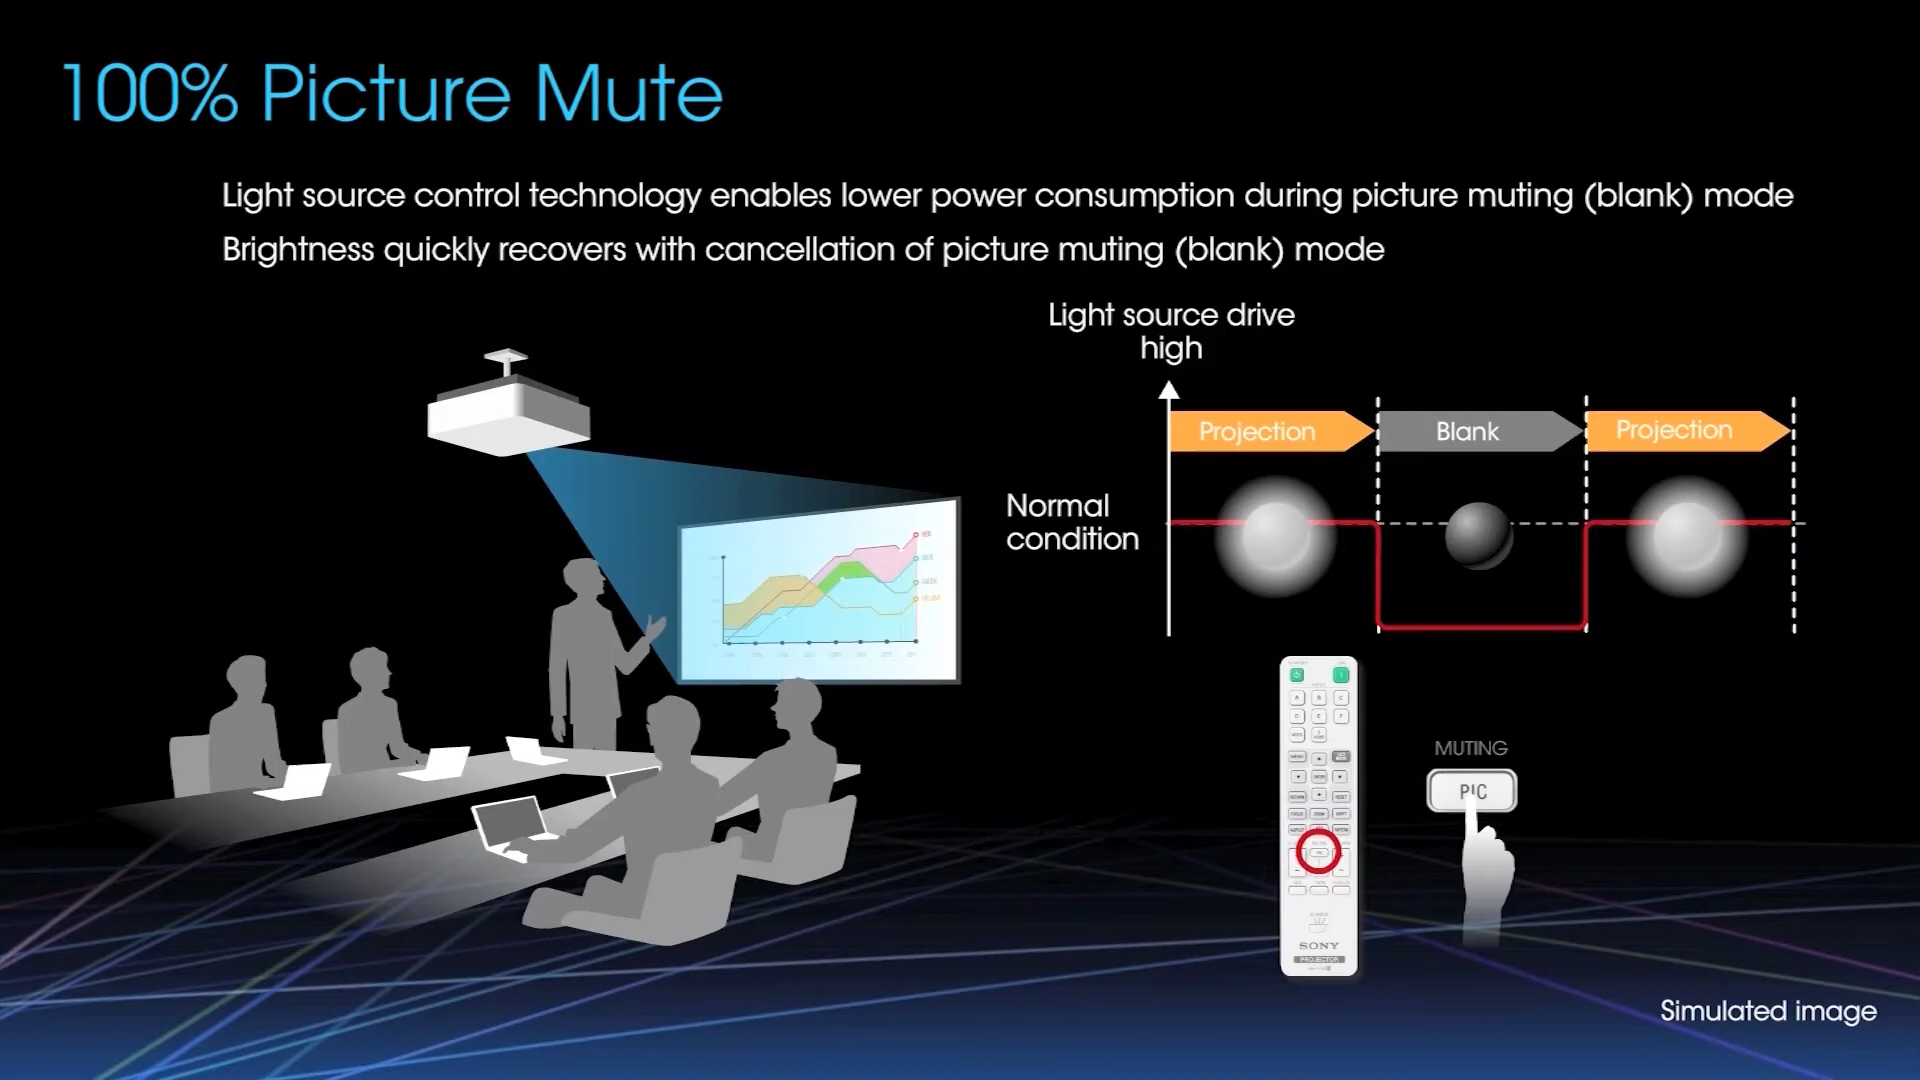 100% Picture Mute
Light source control technology enables lower power consumption during picture muting (blank) mode
Brightness quickly recovers with cancellation of picture muting (blank) mode
Light source drive
high
Projection
Blank
Projection
Normal
condition
MUTING
PIC
A B C
D E F
SONY
PROJECTOR
Simulated image